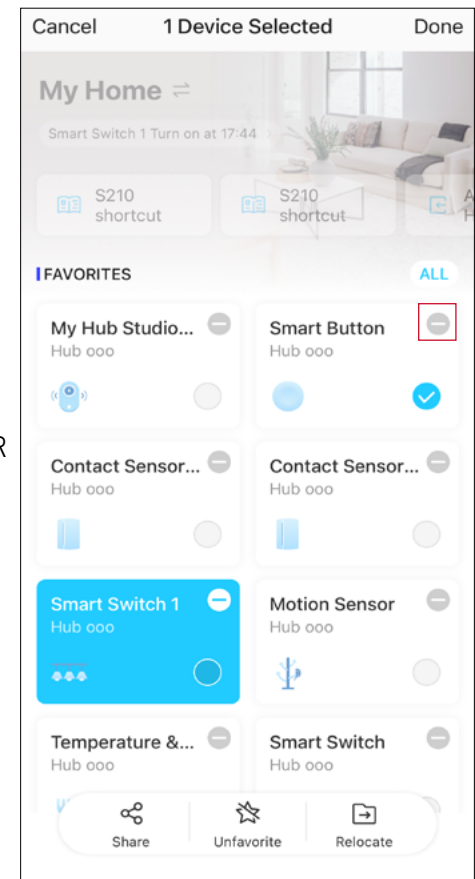 Cancel 1 Device Selected Done
My Home
Smart Switch 1 Turn on at 17:44
S210 S210
shortcut shortcut
FAVORITES ALL
My Hub Studio... Smart Button
Hub ooo Hub ooo
R
Contact Sensor... Contact Sensor...
Hub ooo Hub ooo
Smart Switch 1 Motion Sensor
Hub ooo Hub ooo
Temperature &... Smart Switch
Hub ooo Hub ooo
Share Unfavorite Relocate